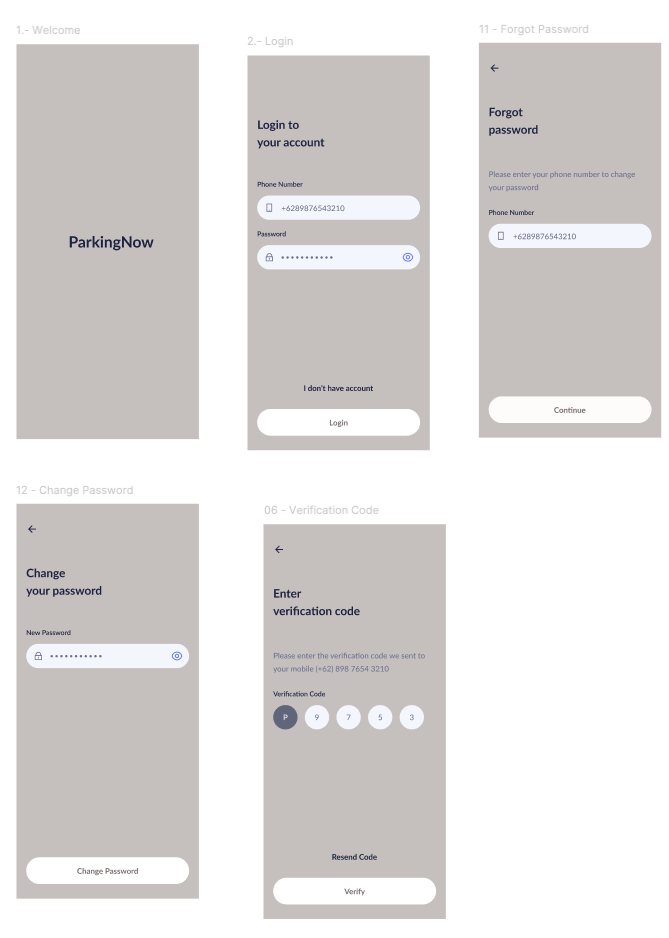 1.- Welcome
ParkingNow
2.- Login
Login to
your account
Phone Number
+6289876543210
Password
•••••••••••
I don't have account
Login
11 - Forgot Password
Forgot
password
Please enter your phone number to change
your password
Phone Number
+6289876543210
Continue
12 - Change Password
Change
your password
New Password
•••••••••••
Change Password
06 - Verification Code
Enter
verification code
Please enter the verification code we sent to
your mobile (+62) 898 7654 3210
Verification Code
P 9 7 5 3
Resend Code
Verify